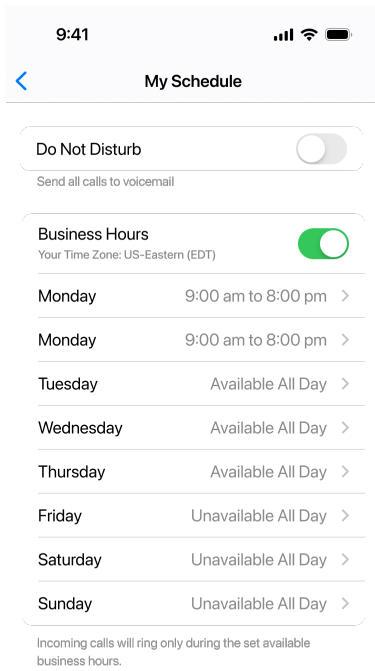 9:41
My Schedule
Do Not Disturb
Send all calls to voicemail
Business Hours
Your Time Zone: US-Eastern (EDT)
Monday 9:00 am to 8:00 pm
Monday 9:00 am to 8:00 pm
Tuesday Available All Day
Wednesday Available All Day
Thursday Available All Day
Friday Unavailable All Day
Saturday Unavailable All Day
Sunday Unavailable All Day
Incoming calls will ring only during the set available
business hours.